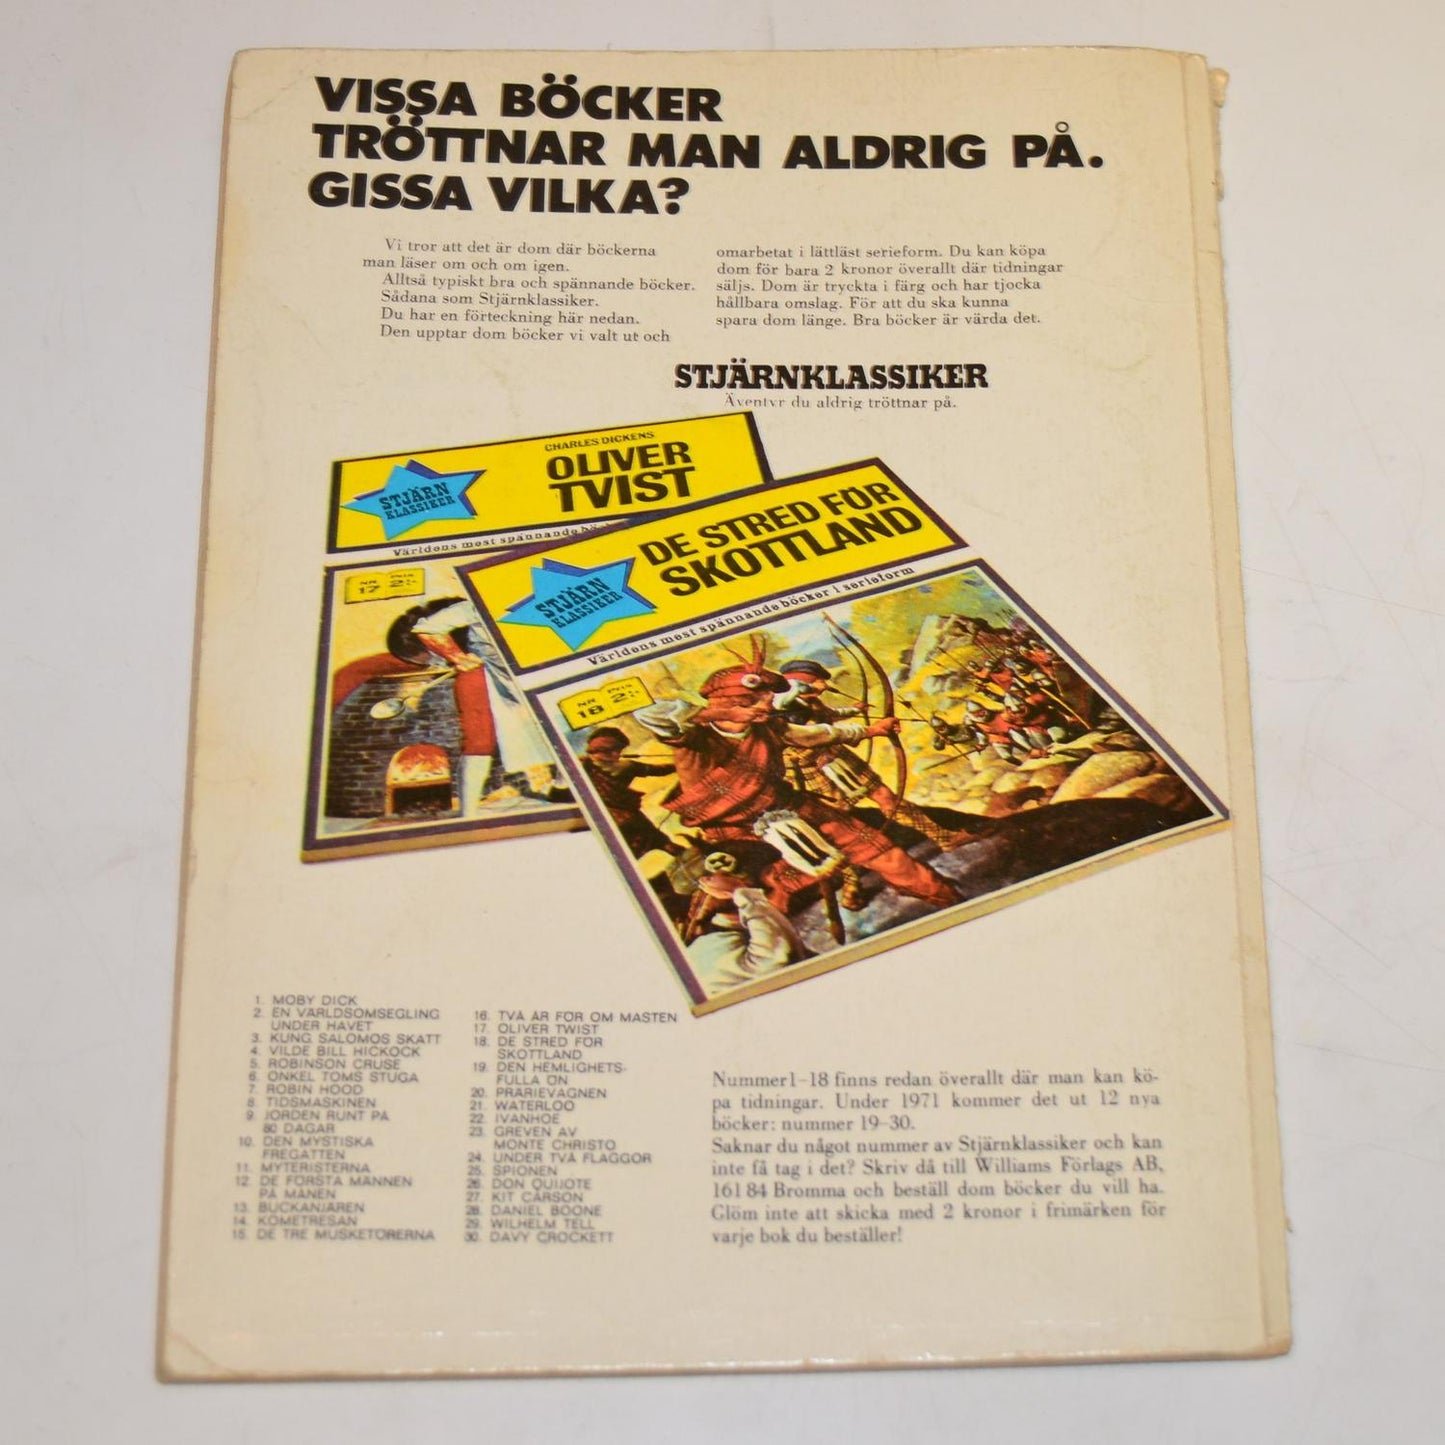 VISSA BÖCKER
TRÖTTNAR MAN ALDRIG PÅ.
GISSA VILKA?
Vi tror att det är dom där böckerna
man läser om och om igen.
Alltså typiskt bra och spännande böcker.
Sådana som Stjärnklassiker.
Du har en förteckning här nedan.
Den upptar dom böcker vi valt ut och
omarbetat i lättläst serieform. Du kan köpa
dom för bara 2 kronor överallt där tidningar
säljs. Dom är tryckta i färg och har tjocka
hållbara omslag. För att du ska kunna
spara dom länge. Bra böcker är värda det.
STJÄRNKLASSIKER
Äventyr du aldrig tröttnar på.
CHARLES DICKENS
OLIVER
TVIST
STJÄRN
KLASSIKER
Världens mest spännande
NR 17 PRIS 2:-
DE STRED FÖR
SKOTTLAND
STJÄRN
KLASSIKER
Världens mest spännande böcker i serieform
NR 18 PRIS 2:-
1. MOBY DICK
2. EN VÄRLDSOMSEGLING
UNDER HAVET
3. KUNG SALOMOS SKATT
4. VILDE BILL HICKOCK
5. ROBINSON CRUSE
6. ONKEL TOMS STUGA
7. ROBIN HOOD
8. TIDSMASKINEN
9. JORDEN RUNT PÅ
80 DAGAR
10. DEN MYSTISKA
FREGATTEN
11. MYTERISTERNA
12. DE FÖRSTA MÄNNEN
PÅ MÅNEN
13. BUCKANJÄREN
14. KOMETRESAN
15. DE TRE MUSKETÖRERNA
16. TVÅ ÅR FÖR OM MASTEN
17. OLIVER TWIST
18. DE STRED FÖR
SKOTTLAND
19. DEN HEMLIGHETS-
FULLA ÖN
20. PRÄRIEVAGNEN
21. WATERLOO
22. IVANHOE
23. GREVEN AV
MONTE CHRISTO
24. UNDER TVÅ FLAGGOR
25. SPIONEN
26. DON QUIJOTE
27. KIT CARSON
28. DANIEL BOONE
29. WILHELM TELL
30. DAVY CROCKETT
Nummer 1-18 finns redan överallt där man kan kö-
pa tidningar. Under 1971 kommer det ut 12 nya
böcker: nummer 19-30.
Saknar du något nummer av Stjärnklassiker och kan
inte få tag i det? Skriv då till Williams Förlags AB,
161 84 Bromma och beställ dom böcker du vill ha.
Glöm inte att skicka med 2 kronor i frimärken för
varje bok du beställer!